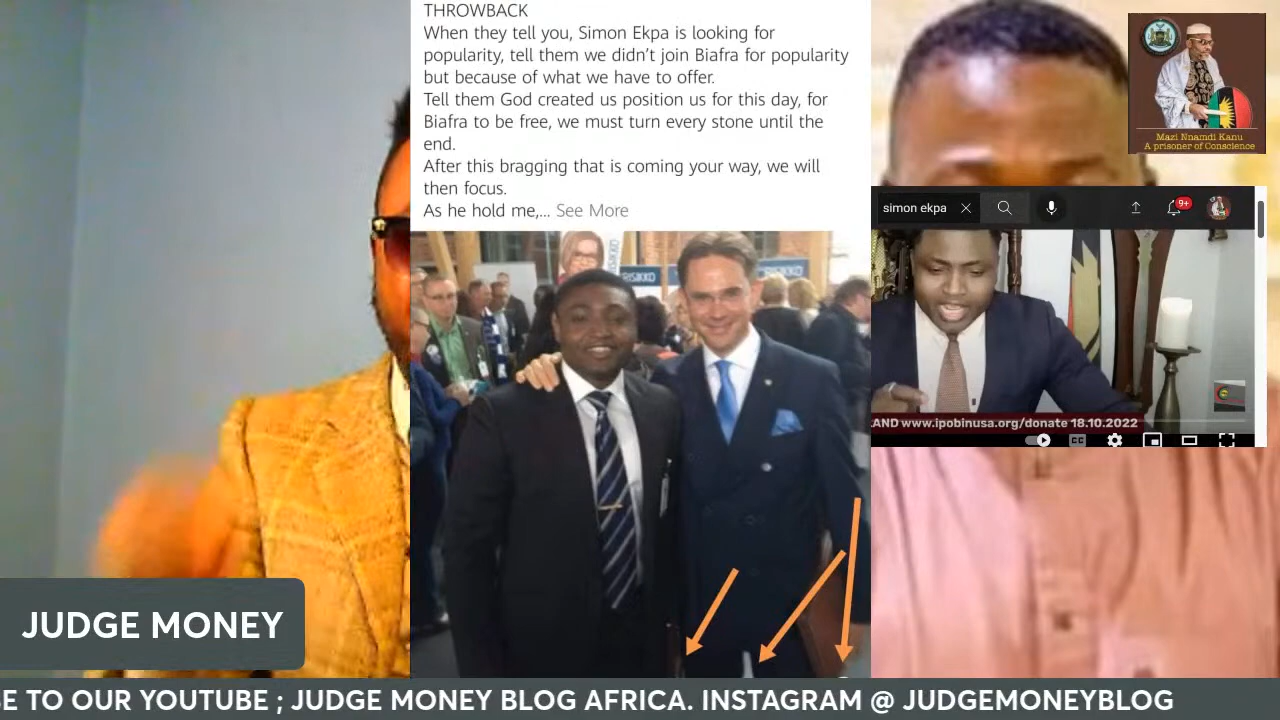 THROWBACK
When they tell you, Simon Ekpa is looking for
popularity, tell them we didn't join Biafra for popularity
but because of what we have to offer.
Tell them God created us position us for this day, for
Biafra to be free, we must turn every stone until the
end.
After this bragging that is coming your way, we will
then focus.
As he hold me,... See More
RISIKKO
Mazi Nnamdi Kanu
A prisoner of Conscience
simon ekpa
9+
AND www.ipobinusa.org/donate 18.10.2022
CC
JUDGE MONEY
E TO OUR YOUTUBE ; JUDGE MONEY BLOG AFRICA. INSTAGRAM @ JUDGEMONEYBLOG